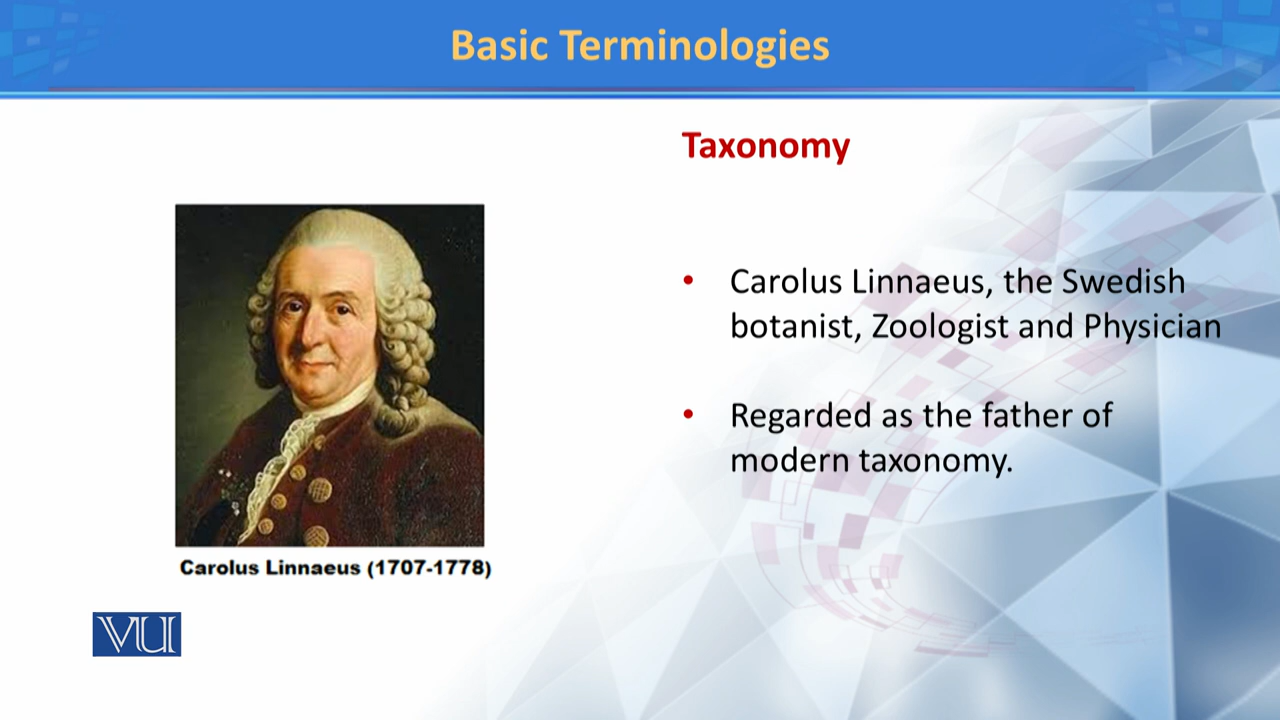 Basic Terminologies
Taxonomy
• Carolus Linnaeus, the Swedish
botanist, Zoologist and Physician
• Regarded as the father of
modern taxonomy.
Carolus Linnaeus (1707-1778)
VU